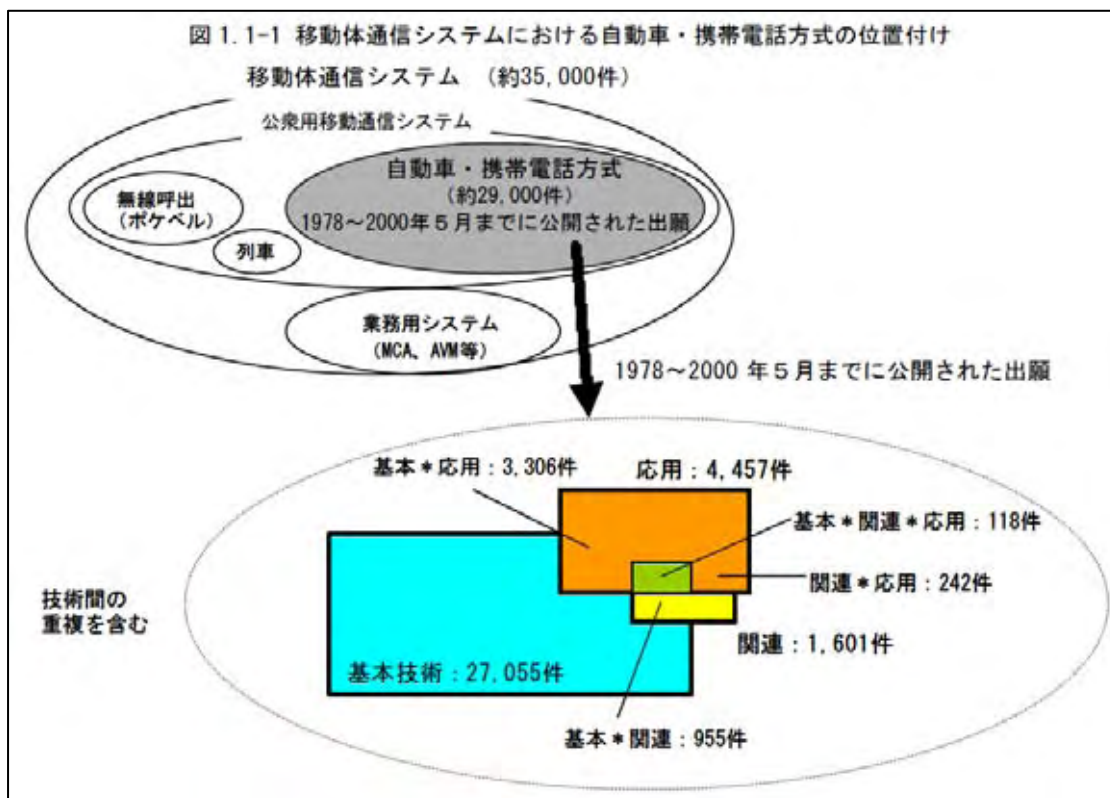 図 1.1-1 移動体通信システムにおける自動車・携帯電話方式の位置付け
移動体通信システム （約35,000件）
公衆用移動通信システム
自動車・携帯電話方式
(約29,000件)
1978～2000年５月までに公開された出願
無線呼出
(ポケベル)
列車
業務用システム
(MCA、AVM等)
1978～2000 年５月までに公開された出願
基本＊応用：3,306件
応用：4,457件
基本＊関連＊応用：118件
関連＊応用：242件
技術間の
重複を含む
関連：1,601件
基本技術：27,055件
基本＊関連：955件